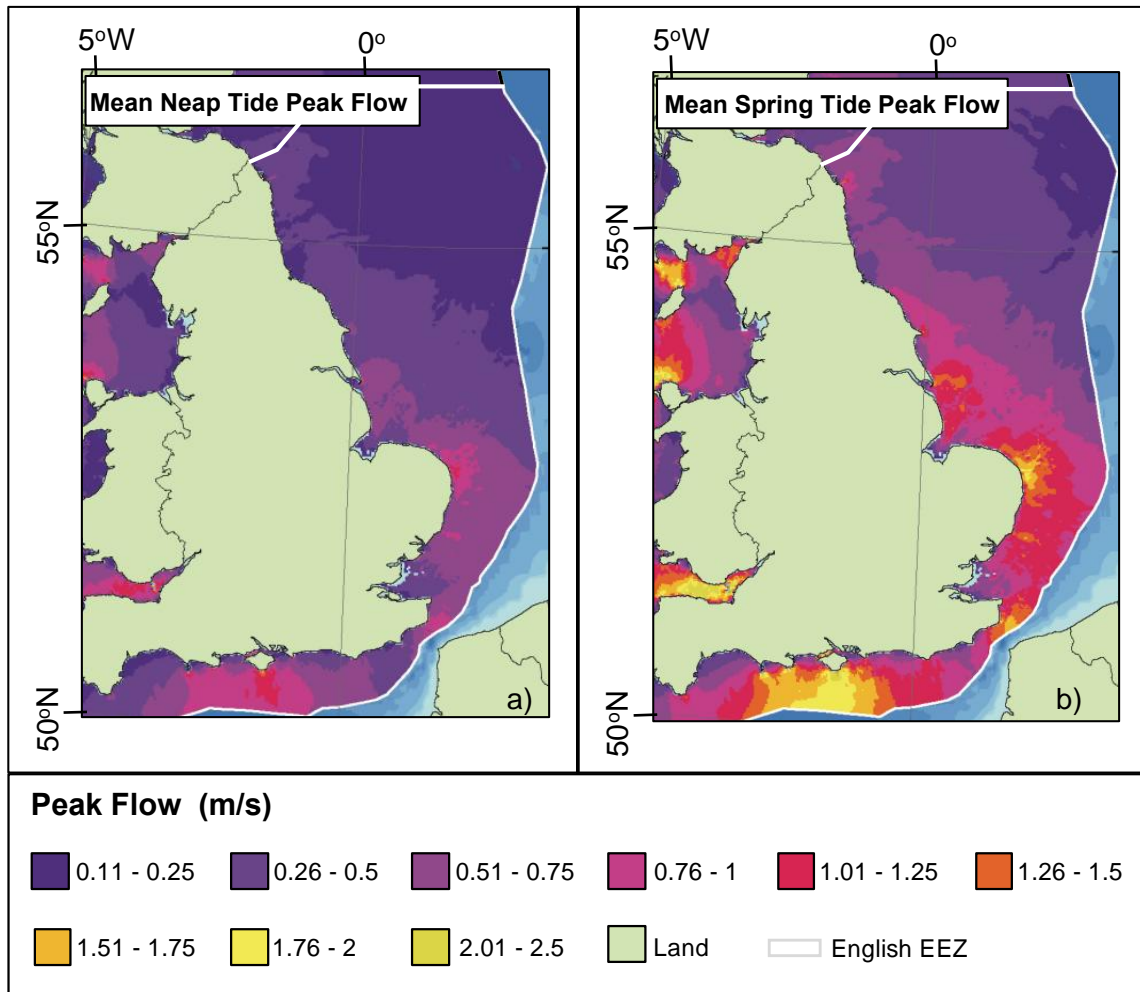 5oW 0o 5oW 0o
Mean Neap Tide Peak Flow
Mean Spring Tide Peak Flow
55oN
55oN
50oN
50oN
a)
b)
Peak Flow (m/s)
0.11 - 0.25 0.26 - 0.5 0.51 - 0.75 0.76 - 1 1.01 - 1.25 1.26 - 1.5
1.51 - 1.75 1.76 - 2 2.01 - 2.5 Land English EEZ